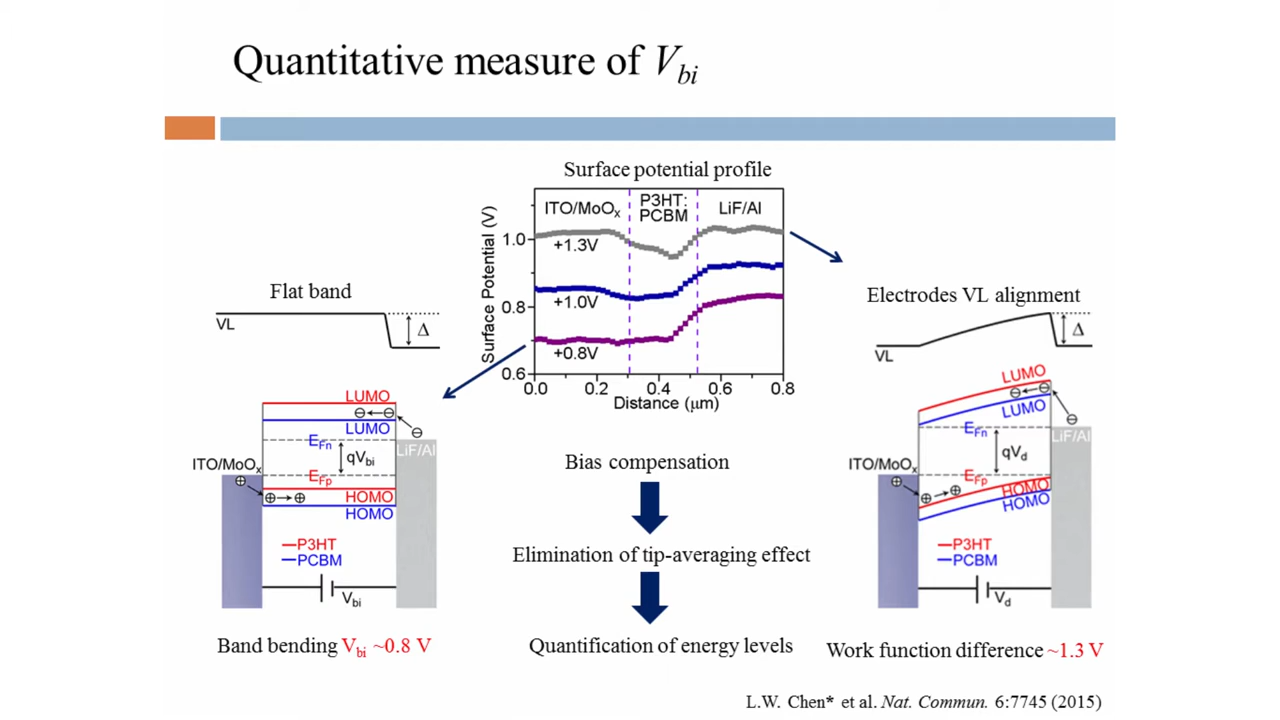 Quantitative measure of Vbi
Surface potential profile
ITO/MoOx
P3HT:
PCBM
LiF/Al
Surface Potential (V)
1.0
0.8
0.6
+1.3V
+1.0V
+0.8V
0.0 0.2 0.4 0.6 0.8
Distance (μm)
Flat band
VL
Δ
LUMO
LUMO
EFn
LiF/Al
qVbi
ITO/MoOx
EFp
HOMO
HOMO
P3HT
PCBM
Vbi
Band bending Vbi ~0.8 V
Bias compensation
Elimination of tip-averaging effect
Quantification of energy levels
Electrodes VL alignment
VL
Δ
LUMO
LUMO
EFn
LiF/Al
qVd
ITO/MoOx
EFp
HOMO
HOMO
P3HT
PCBM
Vd
Work function difference ~1.3 V
L.W. Chen* et al. Nat. Commun. 6:7745 (2015)